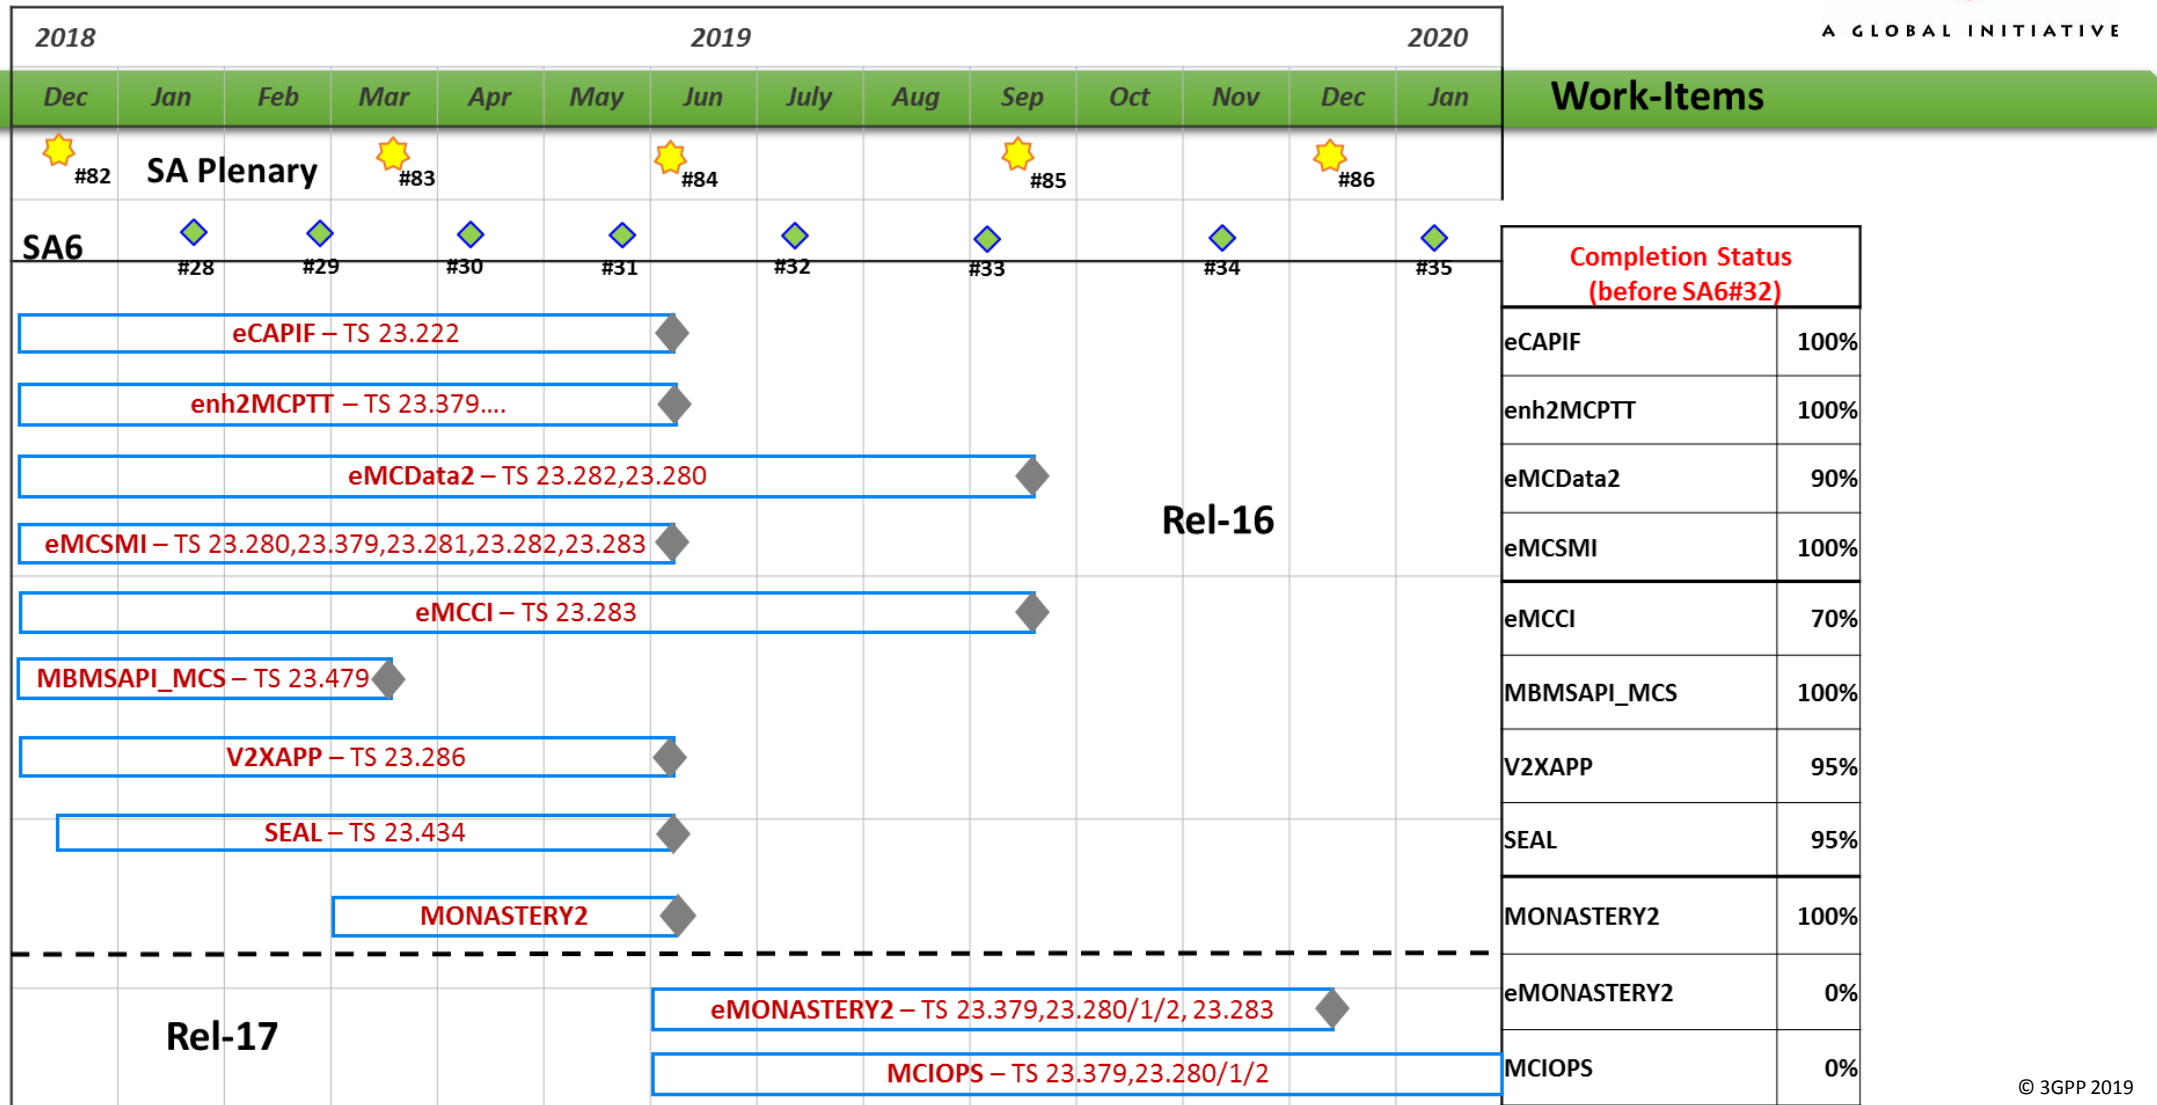 A GLOBAL INITIATIVE
2018 2019 2020
Dec Jan Feb Mar Apr May Jun July Aug Sep Oct Nov Dec Jan Work-Items
SA Plenary
#82 #83 #84 #85 #86
SA6
#28 #29 #30 #31 #32 #33 #34 #35
Completion Status
(before SA6#32)
eCAPIF – TS 23.222
eCAPIF 100%
enh2MCPTT – TS 23.379....
enh2MCPTT 100%
eMCData2 – TS 23.282,23.280
eMCData2 90%
Rel-16
eMCSMI – TS 23.280,23.379,23.281,23.282,23.283
eMCSMI 100%
eMCCI – TS 23.283
eMCCI 70%
MBMSAPI_MCS – TS 23.479
MBMSAPI_MCS 100%
V2XAPP – TS 23.286
V2XAPP 95%
SEAL – TS 23.434
SEAL 95%
MONASTERY2
MONASTERY2 100%
eMONASTERY2 – TS 23.379,23.280/1/2, 23.283
eMONASTERY2 0%
Rel-17
MCIOPS – TS 23.379,23.280/1/2
MCIOPS 0%
© 3GPP 2019